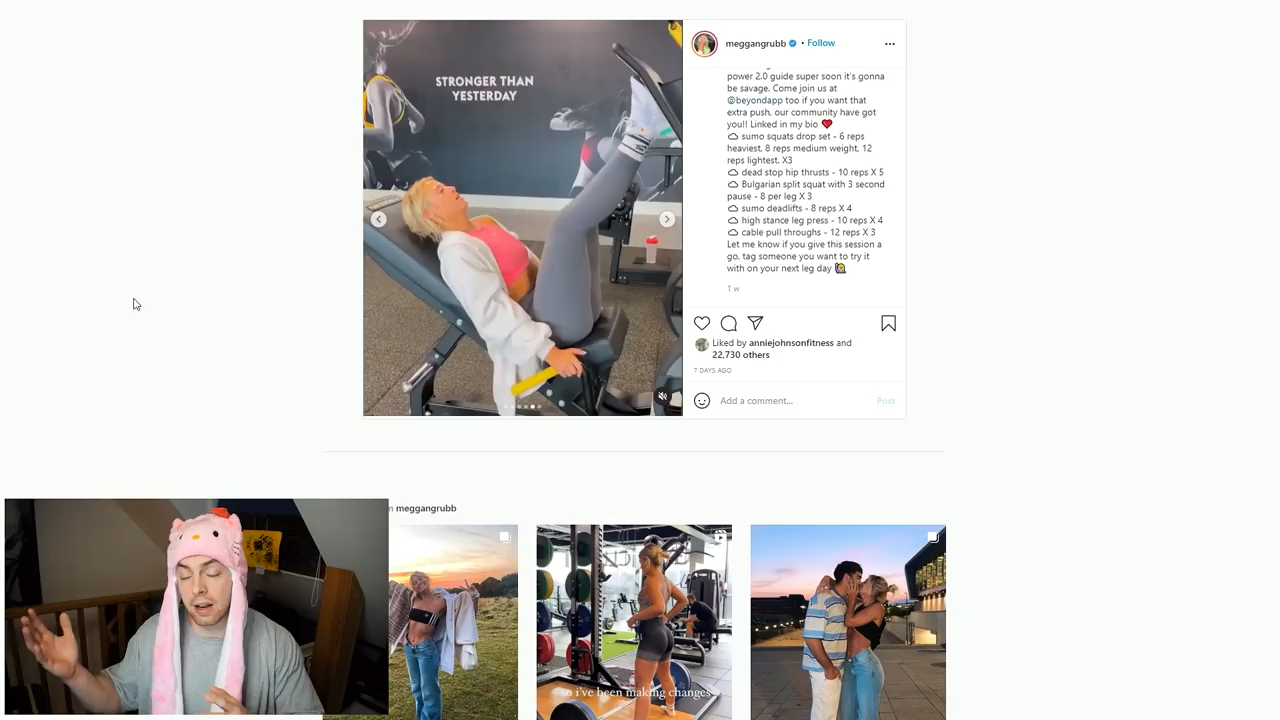 STRONGER THAN
YESTERDAY
meggangrubb • Follow
power 2.0 guide super soon it's gonna
be savage. Come join us at
@beyondapp too if you want that
extra push, our community have got
you!! Linked in my bio ❤️
☁ sumo squats drop set - 6 reps
heaviest, 8 reps medium weight, 12
reps lightest. X3
☁ dead stop hip thrusts - 10 reps X 5
☁ Bulgarian split squat with 3 second
pause - 8 per leg X 3
☁ sumo deadlifts - 8 reps X 4
☁ high stance leg press - 10 reps X 4
☁ cable pull throughs - 12 reps X 3
Let me know if you give this session a
go, tag someone you want to try it
with on your next leg day 🙋
1 w
Liked by anniejohnsonfitness and
22,730 others
7 DAYS AGO
Add a comment... Post
meggangrubb
so i've been making changes